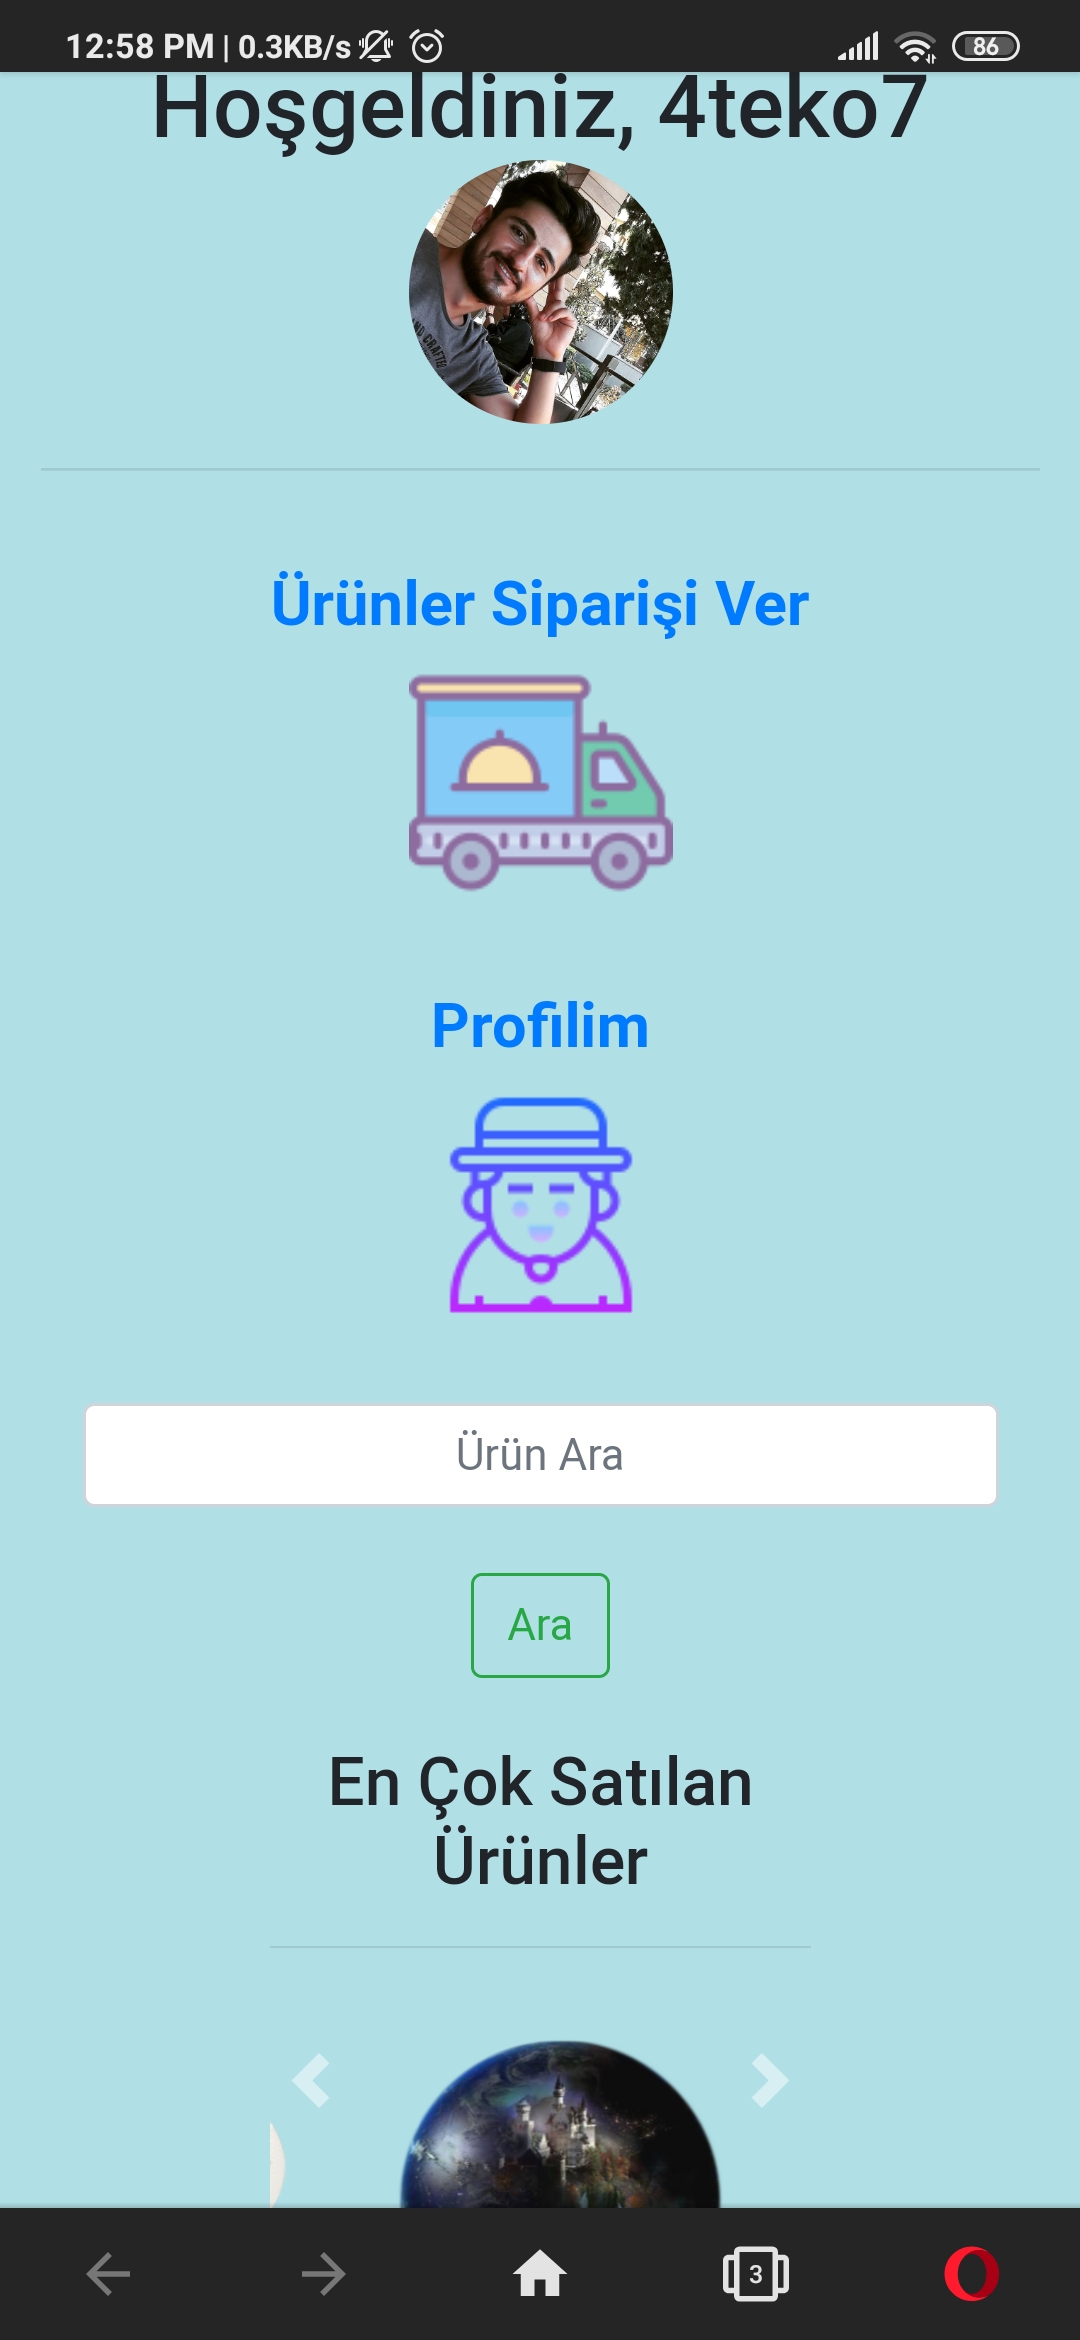 12:58 PM | 0.3KB/s
86
Hoşgeldiniz, 4teko7
Ürünler Siparişi Ver
Profilim
Ürün Ara
Ara
En Çok Satılan
Ürünler
3